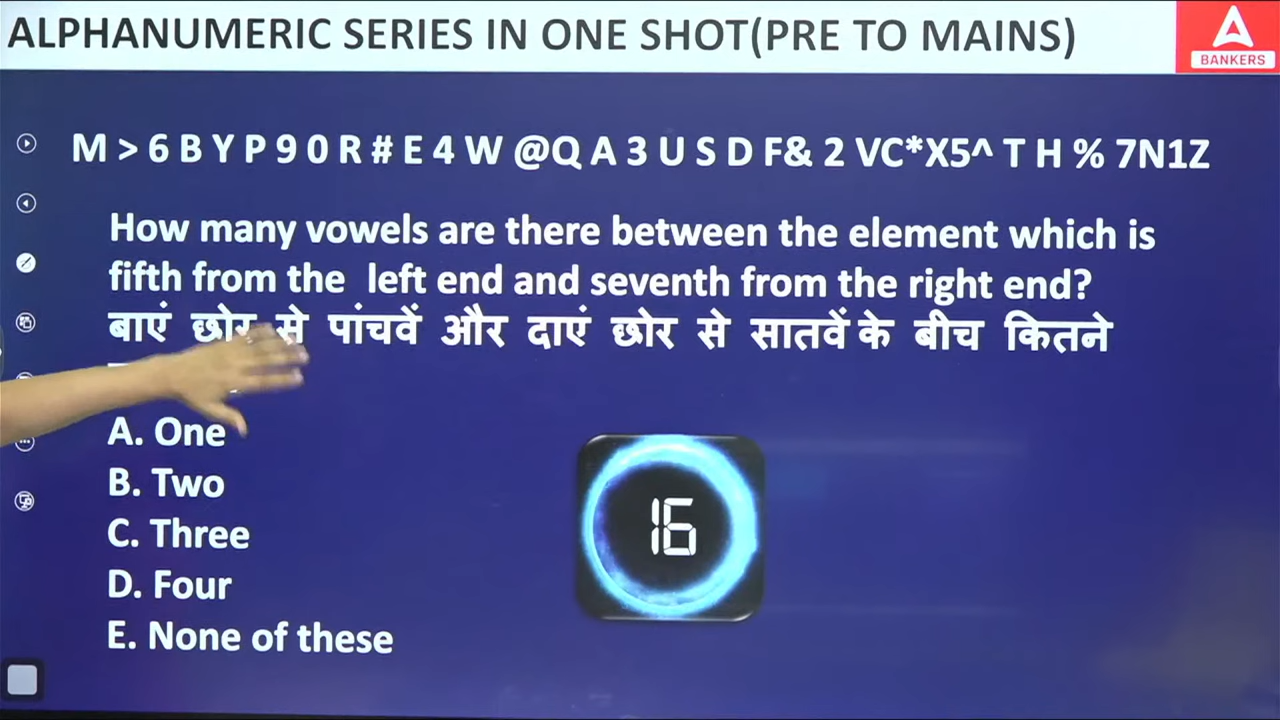 ALPHANUMERIC SERIES IN ONE SHOT(PRE TO MAINS)
BANKERS
M > 6 B Y P 9 0 R # E 4 W @Q A 3 U S D F& 2 VC*X5^ T H % 7N1Z
How many vowels are there between the element which is
fifth from the left end and seventh from the right end?
बाएं छोर से पांचवें और दाएं छोर से सातवें के बीच कितने
A. One
B. Two
C. Three
D. Four
E. None of these
16